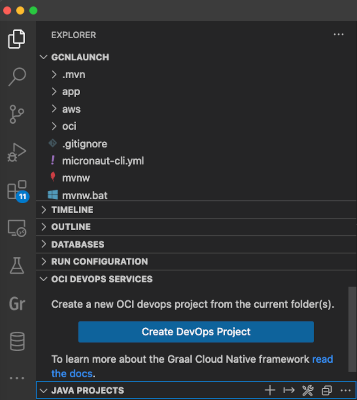 EXPLORER
GCNLAUNCH
.mvn
app
aws
oci
.gitignore
micronaut-cli.yml
mvnw
mvnw.bat
11
TIMELINE
OUTLINE
DATABASES
RUN CONFIGURATION
OCI DEVOPS SERVICES
Create a new OCI devops project from the current folder(s).
Create DevOps Project
Gr
To learn more about the Graal Cloud Native framework read
the docs.
JAVA PROJECTS